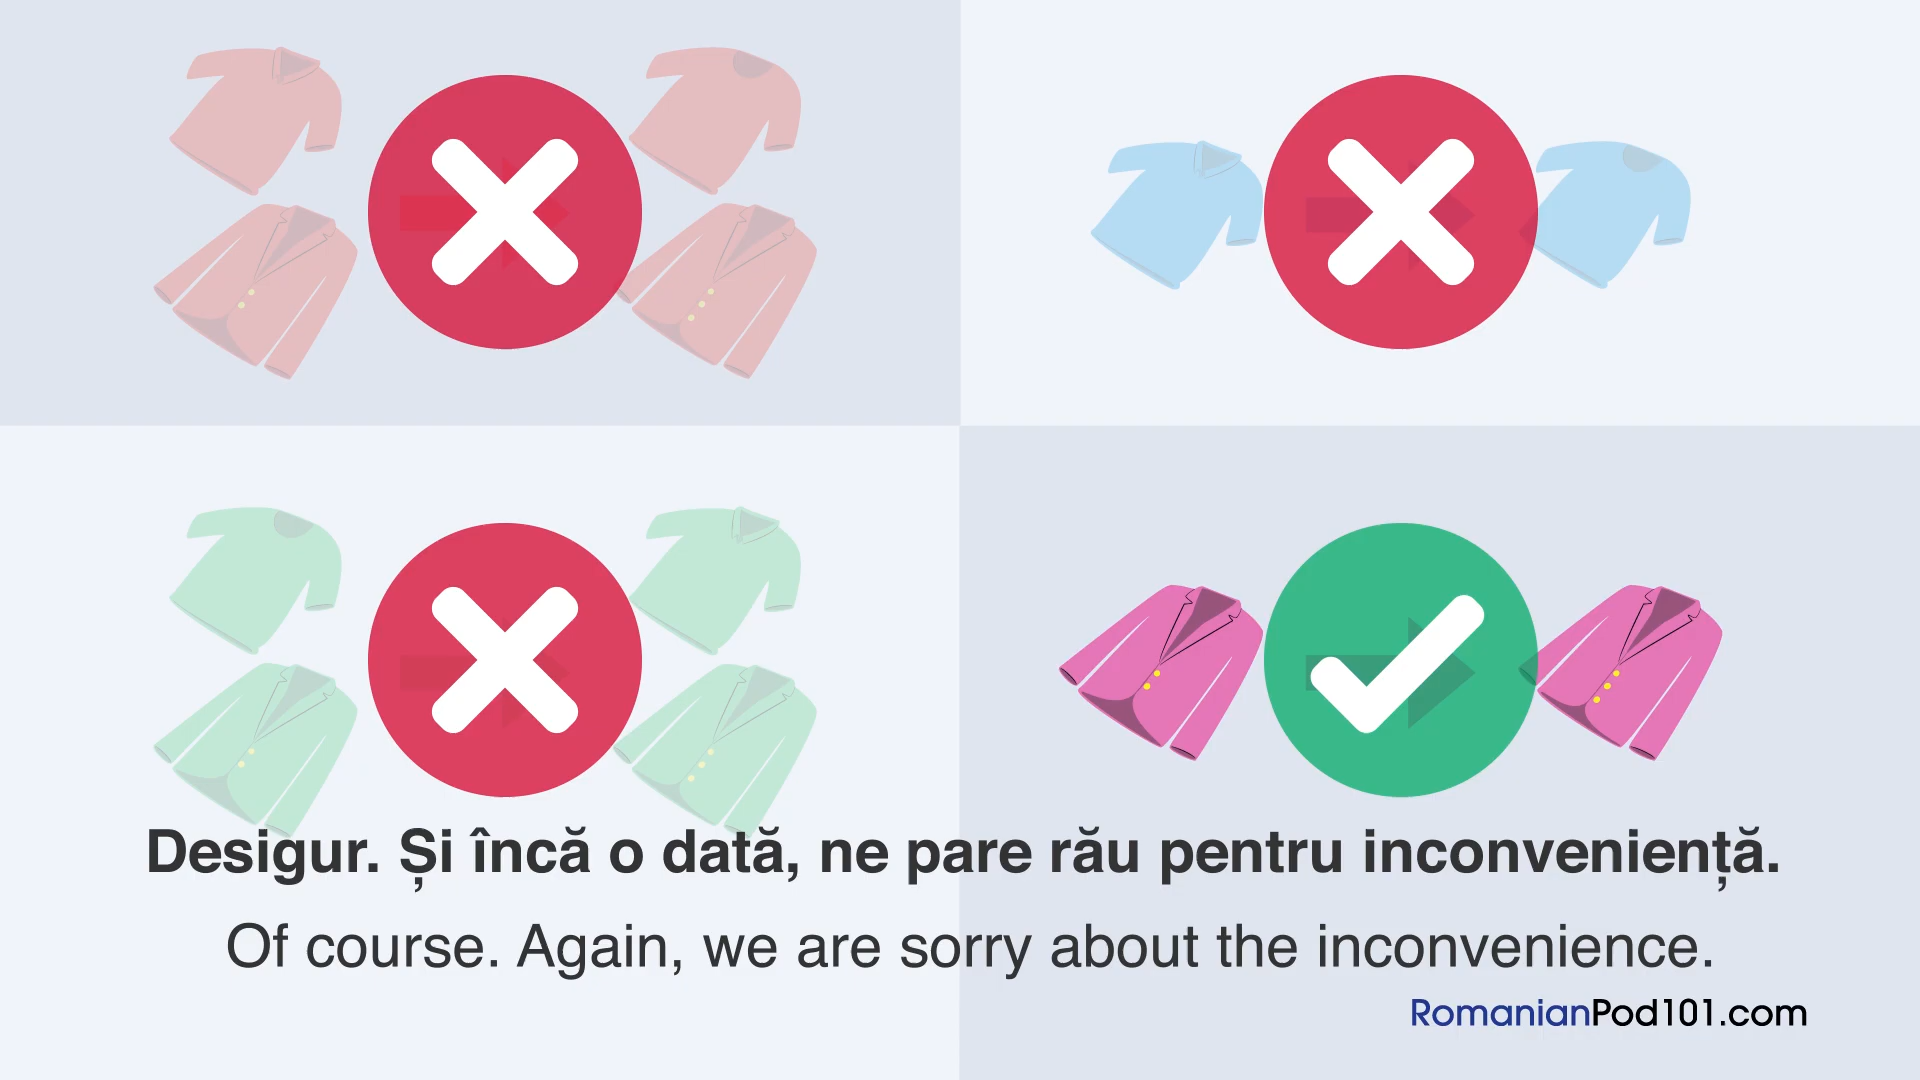 Desigur. Și încă o dată, ne pare rău pentru inconveniență.
Of course. Again, we are sorry about the inconvenience.
RomanianPod101.com